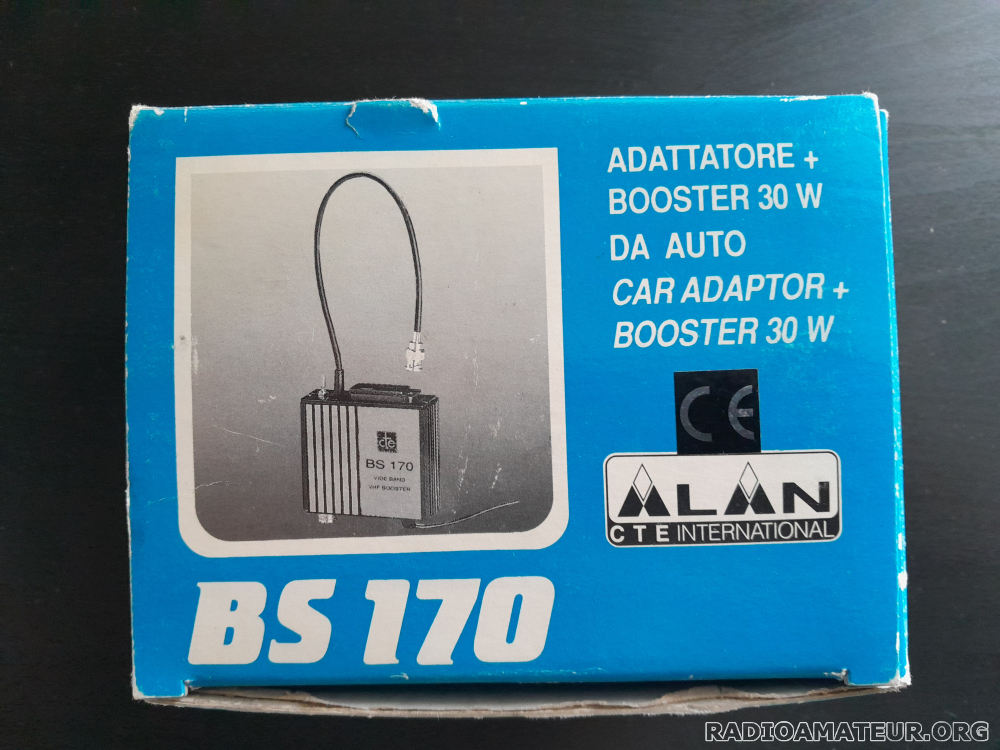 ADATTATORE +
BOOSTER 30 W
DA AUTO
CAR ADAPTOR +
BOOSTER 30 W
CE
ALAN
CTE INTERNATIONAL
cte
BS 170
WIDE BAND
VHF BOOSTER
BS 170
RADIOAMATEUR.ORG